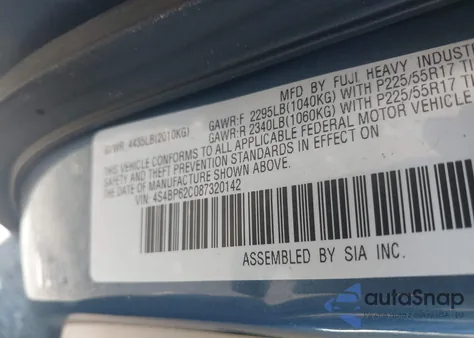 MFD BY FUJI HEAVY INDUSTRI
GVWR: 4435LB(2010KG) GAWR:F 2295LB(1040KG) WITH P225/55R17 TI
GAWR:R 2340LB(1060KG) WITH P225/55R17 T
THIS VEHICLE CONFORMS TO ALL APPLICABLE FEDERAL MOTOR VEHICLE
SAFETY AND THEFT PREVENTION STANDARDS IN EFFECT
ON THE DATE OF MANUFACTURE SHOWN ABOVE.
VIN: 4S4BP62C087320142
ASSEMBLED BY SIA INC.
autoSnap